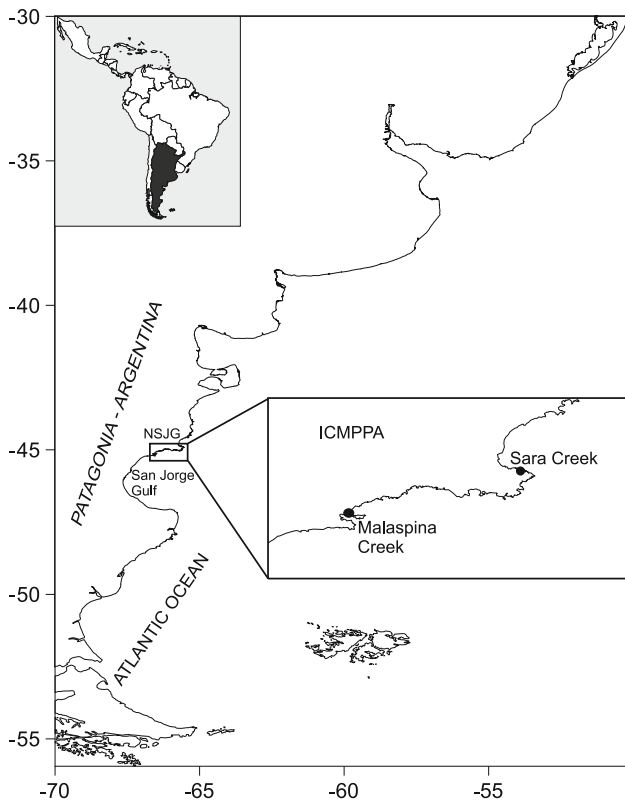 -30
-35
-40
-45
-50
-55
-70
-65
-60
-55
PATAGONIA - ARGENTINA
NSJG
San Jorge
Gulf
ATLANTIC OCEAN
ICMPPA
Sara Creek
Malaspina
Creek